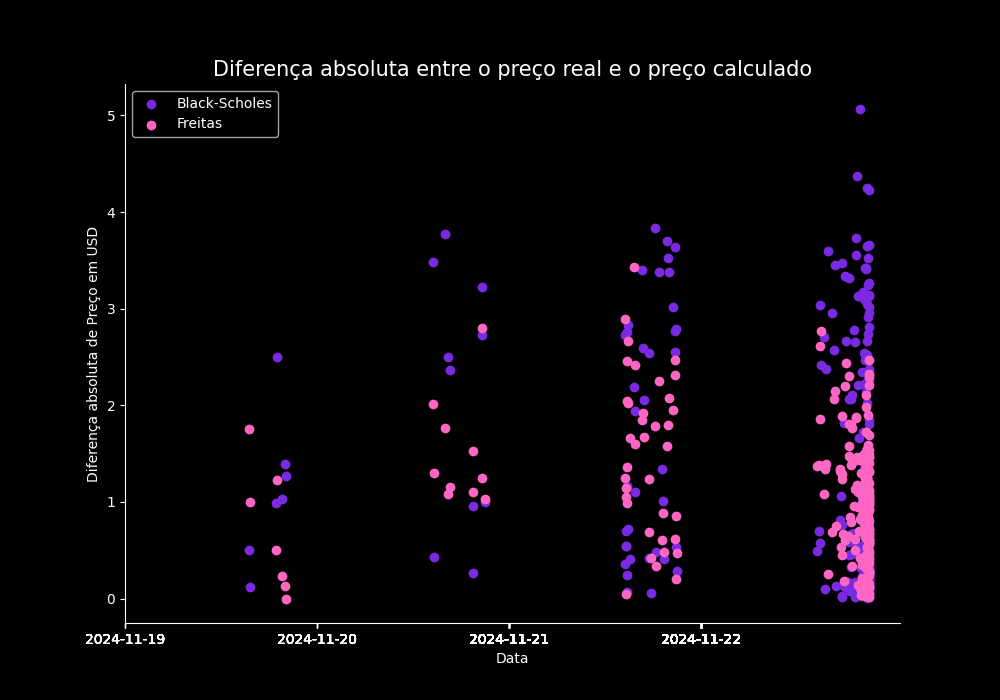 Diferença absoluta entre o preço real e o preço calculado
Black-Scholes
Freitas
5
4
3
2
1
0
Diferença absoluta de Preço em USD
2024-11-19
2024-11-20
2024-11-21
2024-11-22
Data